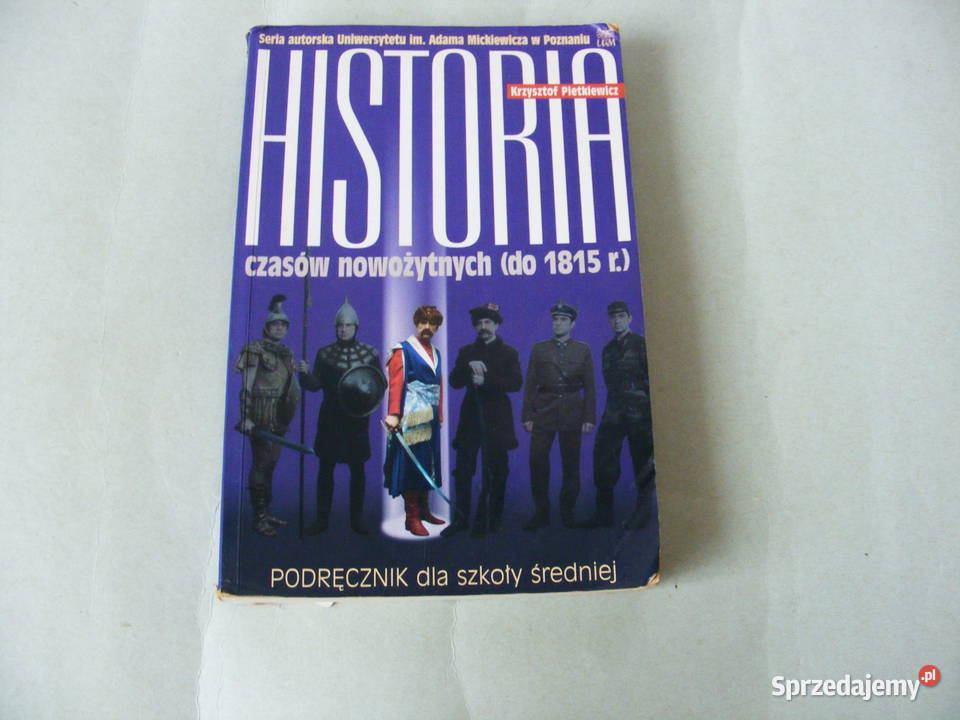 Seria autorska Uniwersytetu im. Adama Mickiewicza w Poznaniu
HISTORIA
Krzysztof Pietkiewicz
czasów nowożytnych (do 1815 r.)
PODRĘCZNIK dla szkoły średniej
Sprzedajemy.pl